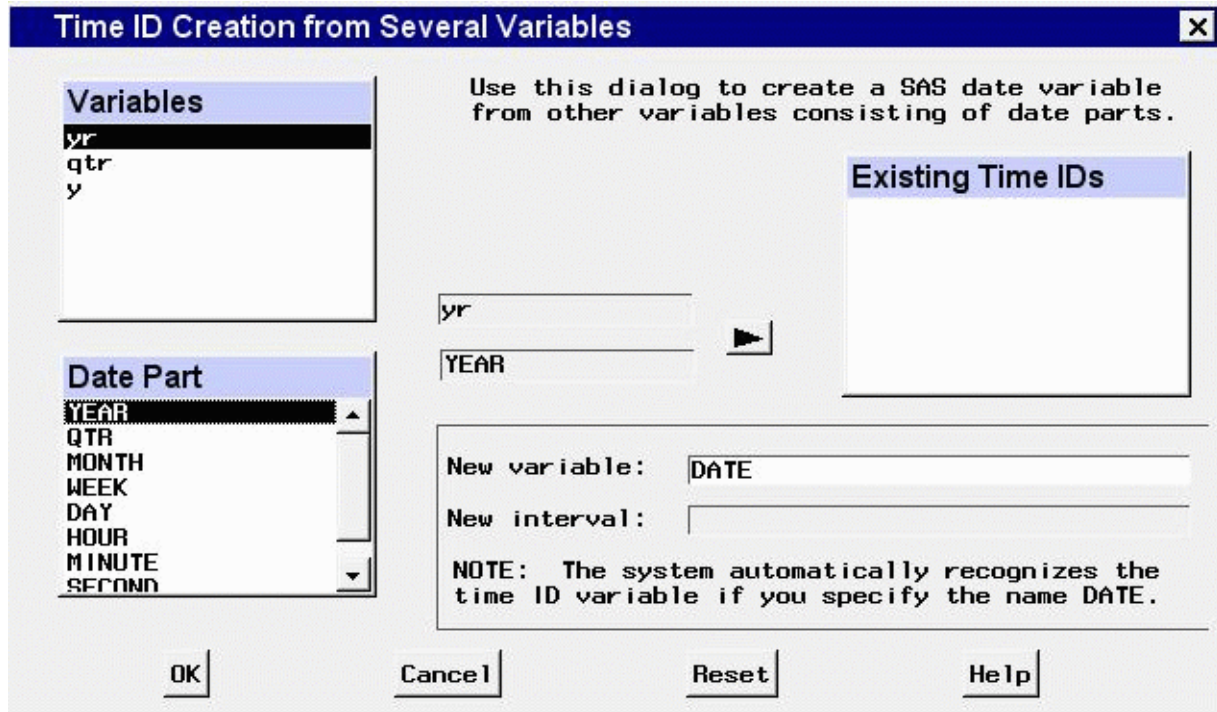 Time ID Creation from Several Variables
Variables
yr
qtr
y
Use this dialog to create a SAS date variable
from other variables consisting of date parts.
Existing Time IDs
yr
YEAR
Date Part
YEAR
QTR
MONTH
WEEK
DAY
HOUR
MINUTE
SECOND
New variable: DATE
New interval:
NOTE: The system automatically recognizes the
time ID variable if you specify the name DATE.
OK Cancel Reset Help